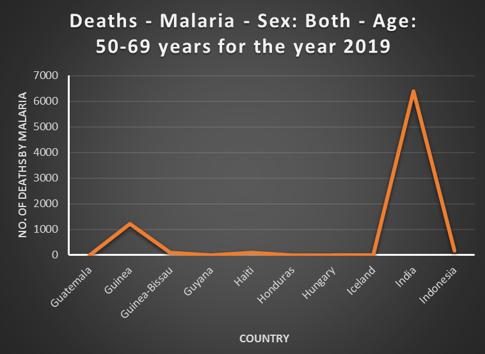 Deaths - Malaria - Sex: Both - Age:
50-69 years for the year 2019
NO. OF DEATHS BY MALARIA
7000
6000
5000
4000
3000
2000
1000
0
Guatemala
Guinea
Guinea-Bissau
Guyana
Haiti
Honduras
Hungary
Iceland
India
Indonesia
COUNTRY